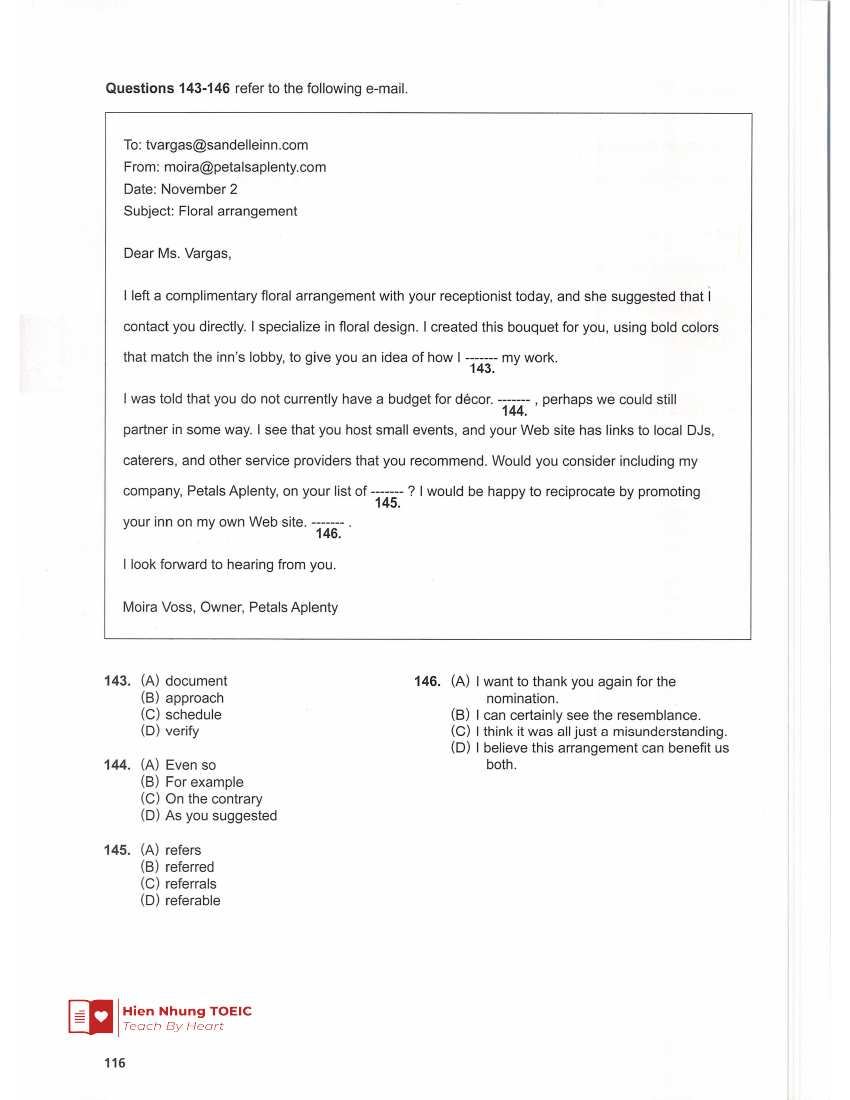 Questions 143-146 refer to the following e-mail.
To: tvargas@sandelleinn.com
From: moira@petalsaplenty.com
Date: November 2
Subject: Floral arrangement
Dear Ms. Vargas,
I left a complimentary floral arrangement with your receptionist today, and she suggested that I
contact you directly. I specialize in floral design. I created this bouquet for you, using bold colors
that match the inn's lobby, to give you an idea of how I ------- my work.
143.
I was told that you do not currently have a budget for décor. ------- , perhaps we could still
144.
partner in some way. I see that you host small events, and your Web site has links to local DJs,
caterers, and other service providers that you recommend. Would you consider including my
company, Petals Aplenty, on your list of ------- ? I would be happy to reciprocate by promoting
145.
your inn on my own Web site. ------- .
146.
I look forward to hearing from you.
Moira Voss, Owner, Petals Aplenty
143. (A) document
(B) approach
(C) schedule
(D) verify
144. (A) Even so
(B) For example
(C) On the contrary
(D) As you suggested
145. (A) refers
(B) referred
(C) referrals
(D) referable
146. (A) I want to thank you again for the
nomination.
(B) I can certainly see the resemblance.
(C) I think it was all just a misunderstanding.
(D) I believe this arrangement can benefit us
both.
Hien Nhung TOEIC
Teach By Heart
116